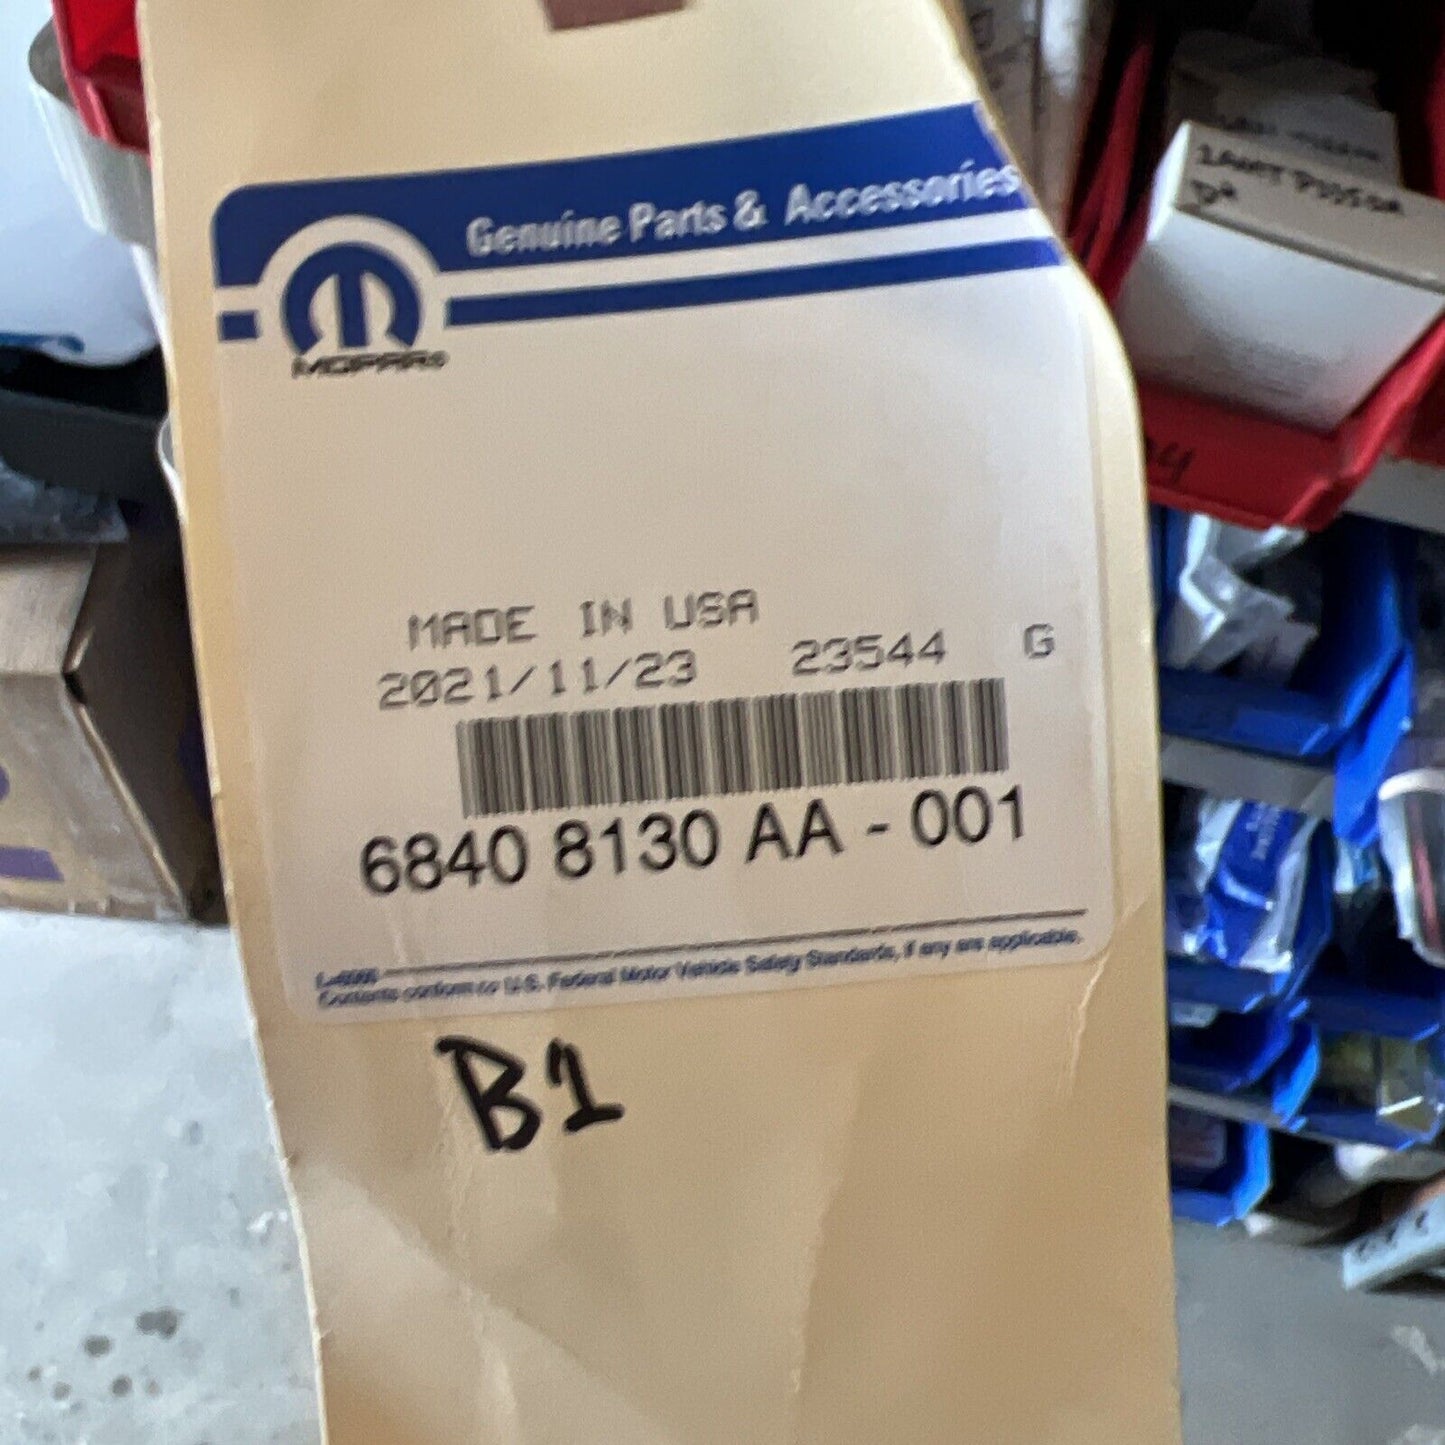 Genuine Parts & Accessories
MOPAR®
MADE IN USA
2021/11/23 23544 G
6840 8130 AA - 001
Contents conform to U.S. Federal Motor Vehicle Safety Standards, if any are applicable.
B1